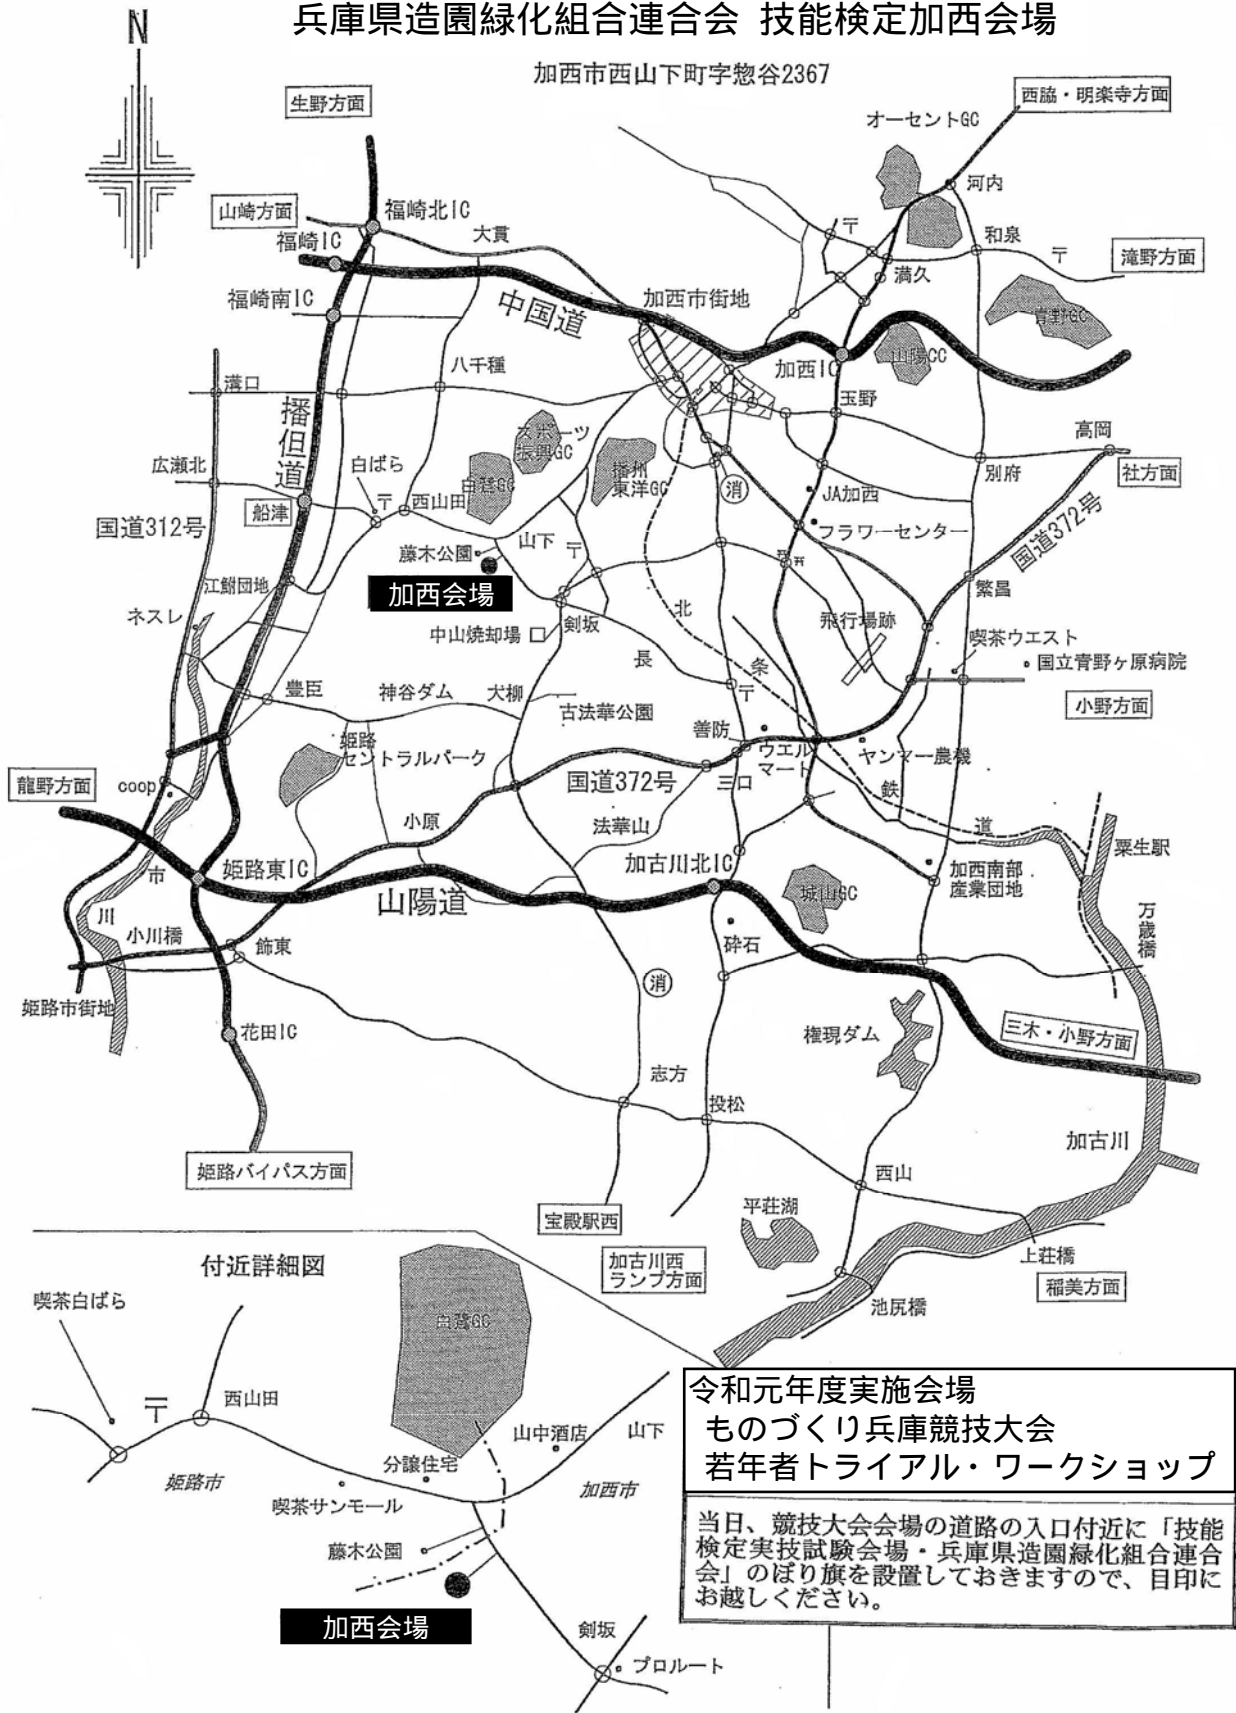 兵庫県造園緑化組合連合会 技能検定加西会場
加西市西山下町字惣谷2367
N
生野方面
西脇・明楽寺方面
オーセントGC
河内
山崎方面
福崎北IC
大貫
〒
和泉
〒
滝野方面
福崎IC
満久
福崎南IC
中国道
加西市街地
青野GC
加西IC
山陽CC
溝口
八千種
玉野
播但道
スポーツ
振興GC
高岡
広瀬北
白ばら
白鷺GC
播州
東洋GC
別府
社方面
国道312号
船津
〒
西山田
消
JA加西
フラワーセンター
国道372号
藤木公園
山下
〒
江鮒団地
加西会場
繁昌
ネスレ
中山焼却場
剣坂
北
飛行場跡
喫茶ウエスト
国立青野ヶ原病院
長
条
豊臣
神谷ダム
犬柳
〒
小野方面
古法華公園
姫路
セントラルパーク
善防
ウエル
マート
ヤンマー農機
龍野方面
coop
国道372号
三口
鉄
小原
法華山
道
粟生駅
市
姫路東IC
加古川北IC
加西南部
産業団地
山陽道
城山GC
川
小川橋
飾東
砕石
万歳橋
姫路市街地
花田IC
消
権現ダム
三木・小野方面
志方
投松
加古川
姫路バイパス方面
西山
宝殿駅西
平荘湖
加古川西
ランプ方面
上荘橋
稲美方面
池尻橋
付近詳細図
喫茶白ばら
白鷺GC
〒
西山田
山中酒店
山下
姫路市
分譲住宅
喫茶サンモール
加西市
藤木公園
加西会場
剣坂
プロルート
令和元年度実施会場
ものづくり兵庫競技大会
若年者トライアル・ワークショップ
当日、競技大会会場の道路の入口付近に「技能
検定実技試験会場・兵庫県造園緑化組合連合
会」のぼり旗を設置しておきますので、目印に
お越しください。